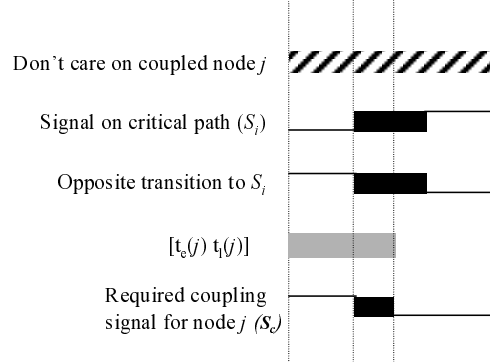 Don't care on coupled node j
Signal on critical path (Si)
Opposite transition to Si
[te(j) tl(j)]
Required coupling
signal for node j (Sc)